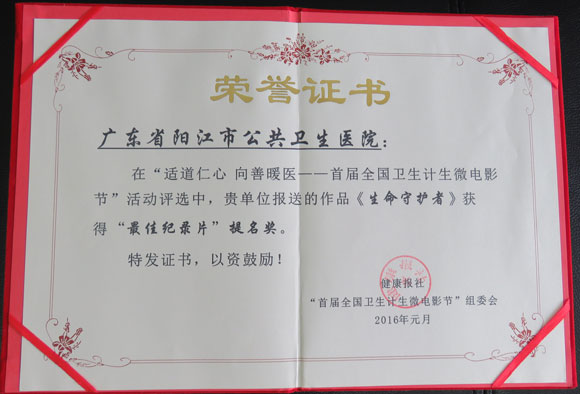 荣誉证书
广东省阳江市公共卫生医院：
在“适道仁心 向善暖医——首届全国卫生计生微电影
节”活动评选中，贵单位报送的作品《生命守护者》获
得“最佳纪录片”提名奖。
特发证书，以资鼓励！
健康报社
“首届全国卫生计生微电影节”组委会
2016年元月